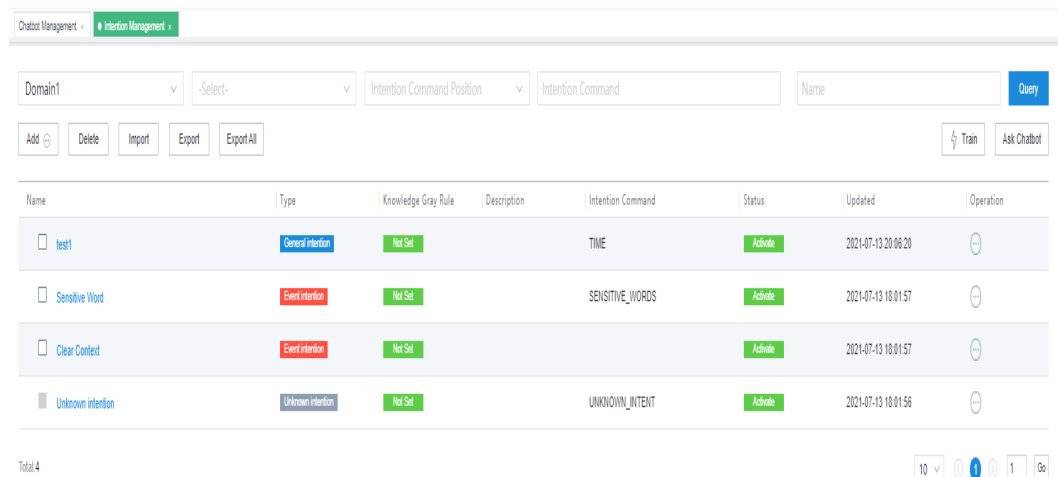 Chatbot Management × Intention Management ×
Domain1 -Select- Intention Command Position Intention Command Name Query
Add Delete Import Export Export All Train Ask Chatbot
Name Type Knowledge Gray Rule Description Intention Command Status Updated Operation
test1 General intention Not Set TIME Activate 2021-07-13 20:06:20
Sensitive Word Event intention Not Set SENSITIVE_WORDS Activate 2021-07-13 18:01:57
Clear Context Event intention Not Set Activate 2021-07-13 18:01:57
Unknown intention Unknown intention Not Set UNKNOWN_INTENT Activate 2021-07-13 18:01:56
Total:4 10 1 1 Go